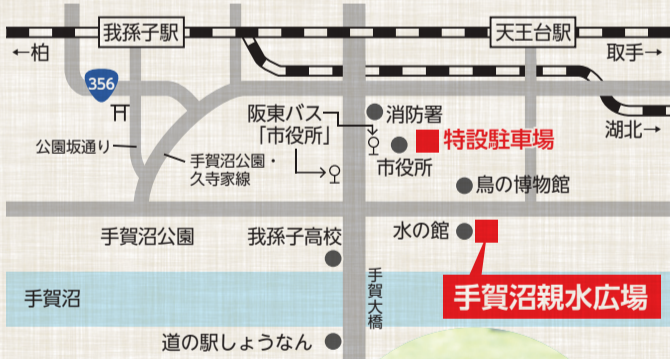 我孫子駅
天王台駅
←柏
取手→
356
阪東バス
「市役所」
消防署
特設駐車場
湖北→
公園坂通り
手賀沼公園・
久寺家線
市役所
鳥の博物館
手賀沼公園
我孫子高校
水の館
手賀沼
手賀大橋
手賀沼親水広場
道の駅しょうなん